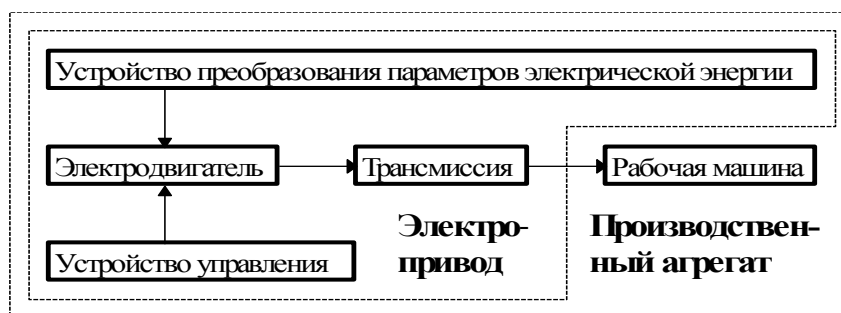 Устройство преобразования параметров электрической энергии
Электродвигатель
Трансмиссия
Рабочая машина
Электро-
привод
Производствен-
ный агрегат
Устройство управления